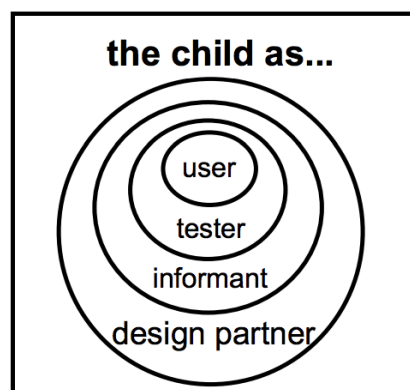 the child as...
user
tester
informant
design partner